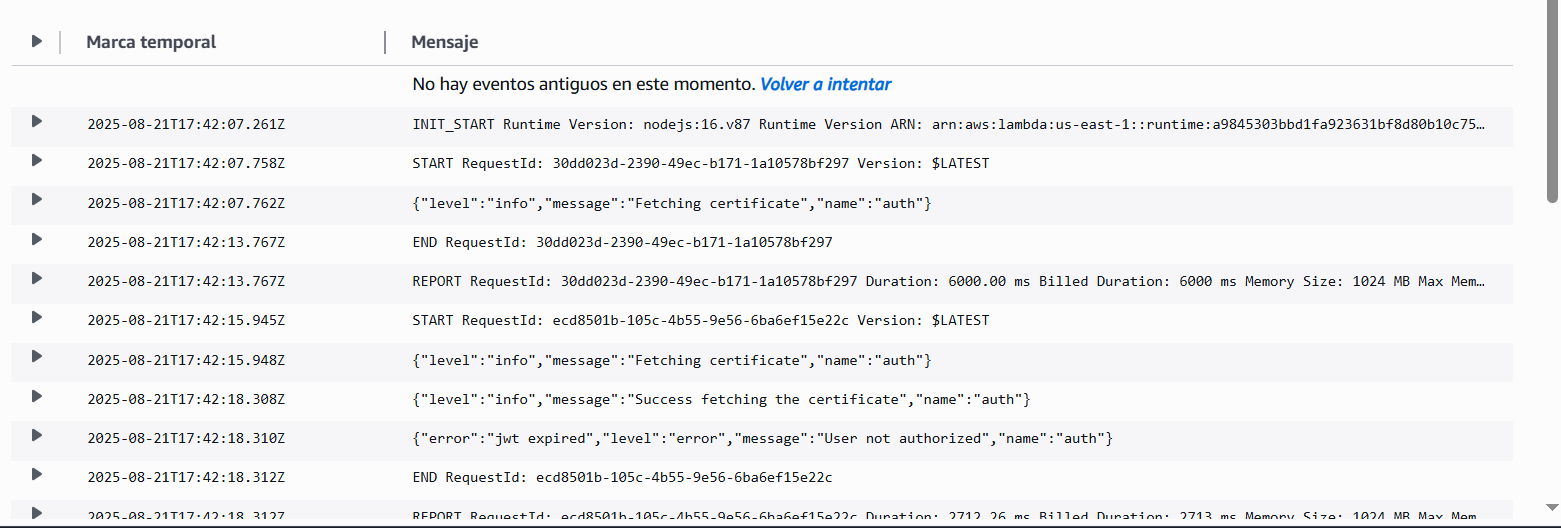 Marca temporal Mensaje
No hay eventos antiguos en este momento. Volver a intentar
2025-08-21T17:42:07.261Z INIT_START Runtime Version: nodejs:16.v87 Runtime Version ARN: arn:aws:lambda:us-east-1::runtime:a9845303bbd1fa923631bf8d80b10c75…
2025-08-21T17:42:07.758Z START RequestId: 30dd023d-2390-49ec-b171-1a10578bf297 Version: $LATEST
2025-08-21T17:42:07.762Z {"level":"info","message":"Fetching certificate","name":"auth"}
2025-08-21T17:42:13.767Z END RequestId: 30dd023d-2390-49ec-b171-1a10578bf297
2025-08-21T17:42:13.767Z REPORT RequestId: 30dd023d-2390-49ec-b171-1a10578bf297 Duration: 6000.00 ms Billed Duration: 6000 ms Memory Size: 1024 MB Max Mem…
2025-08-21T17:42:15.945Z START RequestId: ecd8501b-105c-4b55-9e56-6ba6ef15e22c Version: $LATEST
2025-08-21T17:42:15.948Z {"level":"info","message":"Fetching certificate","name":"auth"}
2025-08-21T17:42:18.308Z {"level":"info","message":"Success fetching the certificate","name":"auth"}
2025-08-21T17:42:18.310Z {"error":"jwt expired","level":"error","message":"User not authorized","name":"auth"}
2025-08-21T17:42:18.312Z END RequestId: ecd8501b-105c-4b55-9e56-6ba6ef15e22c
2025-08-21T17:42:18.312Z REPORT RequestId: ecd8501b-105c-4b55-9e56-6ba6ef15e22c Duration: 2712.26 ms Billed Duration: 2713 ms Memory Size: 1024 MB Max Mem…